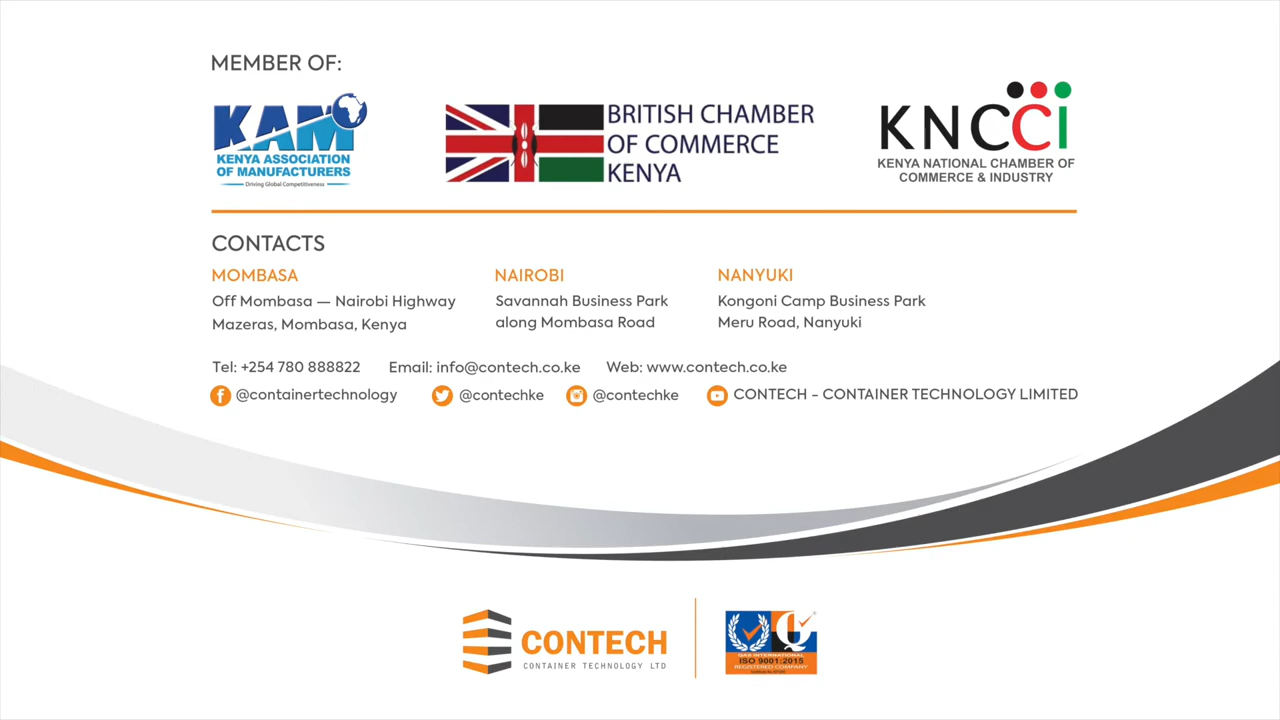 MEMBER OF:
KAM
KENYA ASSOCIATION
OF MANUFACTURERS
Driving Global Competitiveness
BRITISH CHAMBER
OF COMMERCE
KENYA
KNCCI
KENYA NATIONAL CHAMBER OF
COMMERCE & INDUSTRY
CONTACTS
MOMBASA
Off Mombasa — Nairobi Highway
Mazeras, Mombasa, Kenya
NAIROBI
Savannah Business Park
along Mombasa Road
NANYUKI
Kongoni Camp Business Park
Meru Road, Nanyuki
Tel: +254 780 888822 Email: info@contech.co.ke Web: www.contech.co.ke
@containertechnology @contechke @contechke CONTECH - CONTAINER TECHNOLOGY LIMITED
CONTECH
CONTAINER TECHNOLOGY LTD
Q
QAS INTERNATIONAL
ISO 9001:2015
REGISTERED COMPANY